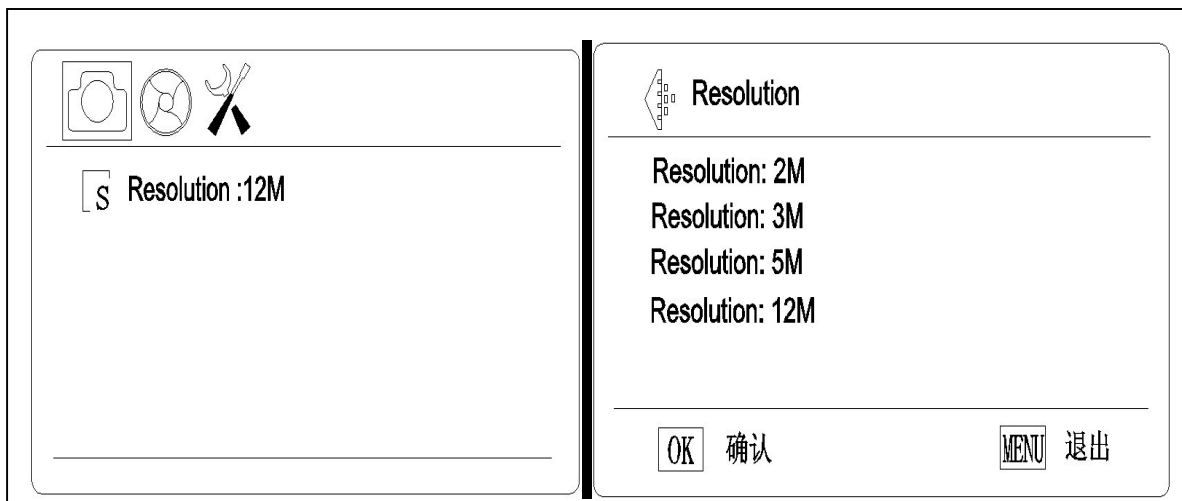 S Resolution :12M
Resolution
Resolution: 2M
Resolution: 3M
Resolution: 5M
Resolution: 12M
OK 确认 MENU 退出